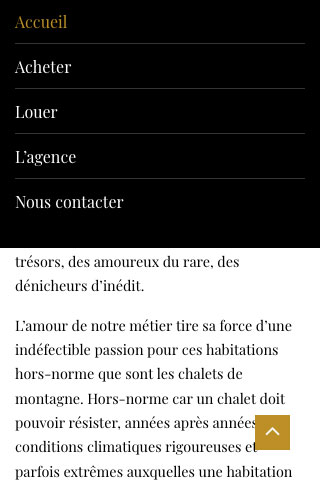 Accueil
Acheter
Louer
L’agence
Nous contacter
trésors, des amoureux du rare, des
dénicheurs d’inédit.
L’amour de notre métier tire sa force d’une
indéfectible passion pour ces habitations
hors-norme que sont les chalets de
montagne. Hors-norme car un chalet doit
pouvoir résister, années après années
conditions climatiques rigoureuses et
parfois extrêmes auxquelles une habitation